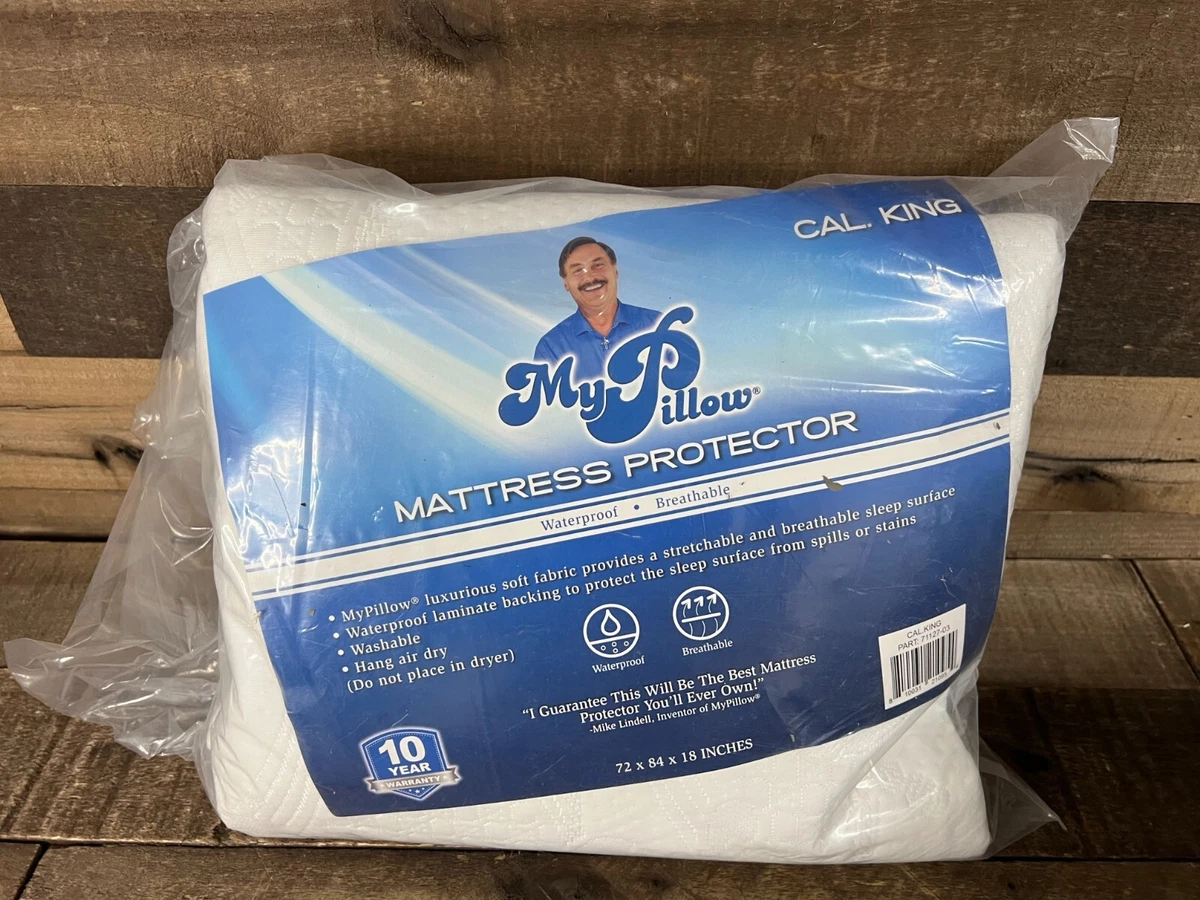 CAL. KING
MyPillow®
MATTRESS PROTECTOR
Waterproof • Breathable
• MyPillow® luxurious soft fabric provides a stretchable and breathable sleep surface
• Waterproof laminate backing to protect the sleep surface from spills or stains
• Washable
• Hang air dry
(Do not place in dryer)
Waterproof
Breathable
“I Guarantee This Will Be The Best Mattress
Protector You’ll Ever Own!”
-Mike Lindell, Inventor of MyPillow®
72 x 84 x 18 INCHES
10
YEAR
WARRANTY
CAL.KING
PART: 71127-03